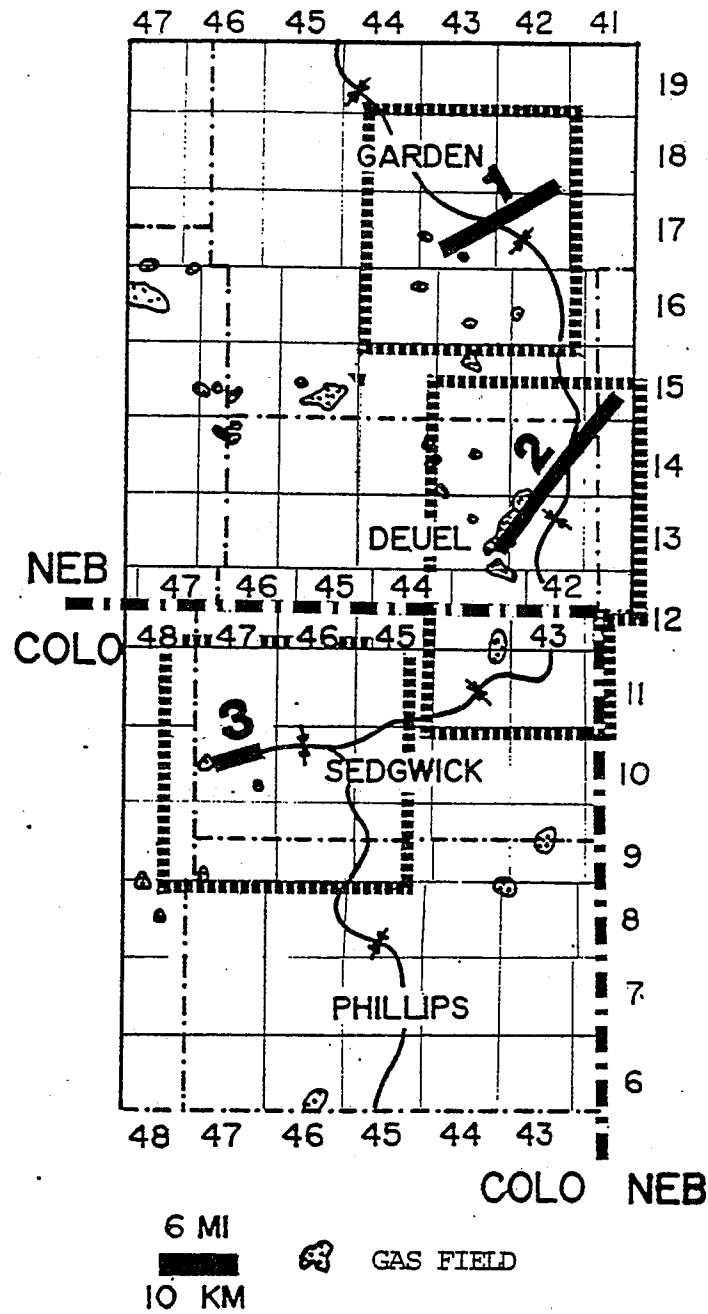 47 46 45 44 43 42 41
19
GARDEN 18
1
17
16
15
2 14
DEUEL 13
NEB 47 46 45 44 42
12
COLO 48 47 46 45 43
11
3
SEDGWICK 10
9
8
7
PHILLIPS
6
48 47 46 45 44 43
COLO NEB
6 MI
GAS FIELD
10 KM